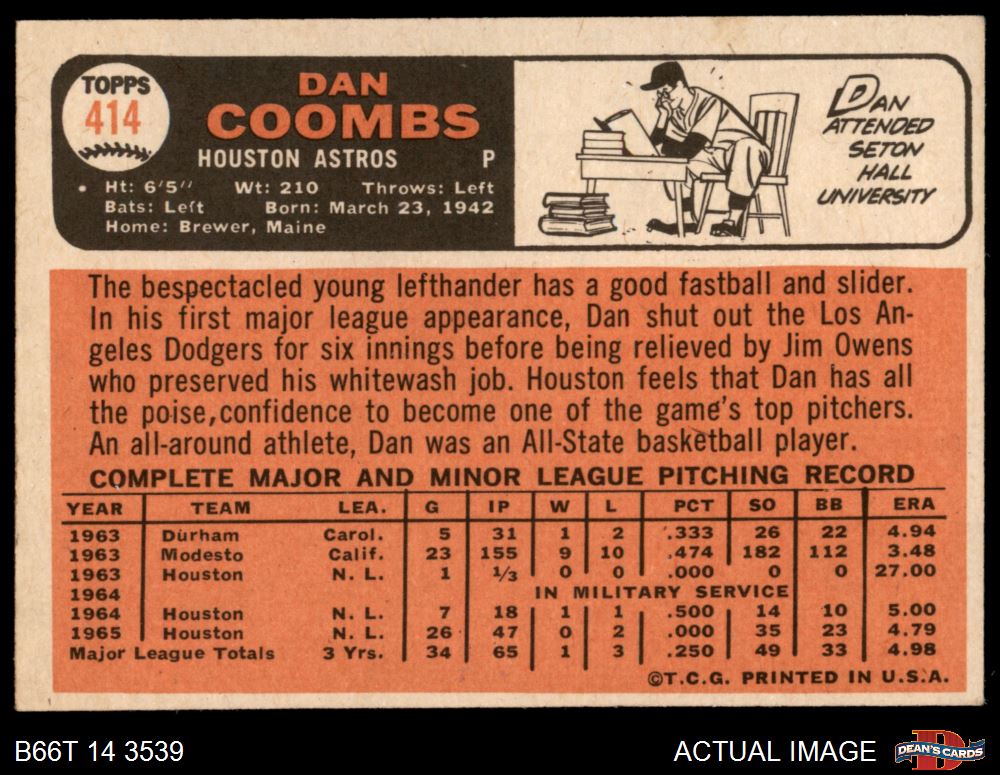 TOPPS
414
DAN
COOMBS
HOUSTON ASTROS P
• Ht: 6'5" Wt: 210 Throws: Left
Bats: Left Born: March 23, 1942
Home: Brewer, Maine
DAN
ATTENDED
SETON
HALL
UNIVERSITY
The bespectacled young lefthander has a good fastball and slider.
In his first major league appearance, Dan shut out the Los An-
geles Dodgers for six innings before being relieved by Jim Owens
who preserved his whitewash job. Houston feels that Dan has all
the poise,confidence to become one of the game's top pitchers.
An all-around athlete, Dan was an All-State basketball player.
COMPLETE MAJOR AND MINOR LEAGUE PITCHING RECORD
YEAR TEAM LEA. G IP W L PCT SO BB ERA
1963 Durham Carol. 5 31 1 2 .333 26 22 4.94
1963 Modesto Calif. 23 155 9 10 .474 182 112 3.48
1963 Houston N. L. 1 1/3 0 0 .000 0 0 27.00
1964 IN MILITARY SERVICE
1964 Houston N. L. 7 18 1 1 .500 14 10 5.00
1965 Houston N. L. 26 47 0 2 .000 35 23 4.79
Major League Totals 3 Yrs. 34 65 1 3 .250 49 33 4.98
©T.C.G. PRINTED IN U.S.A.
B66T 14 3539
ACTUAL IMAGE
DEAN'S CARDS